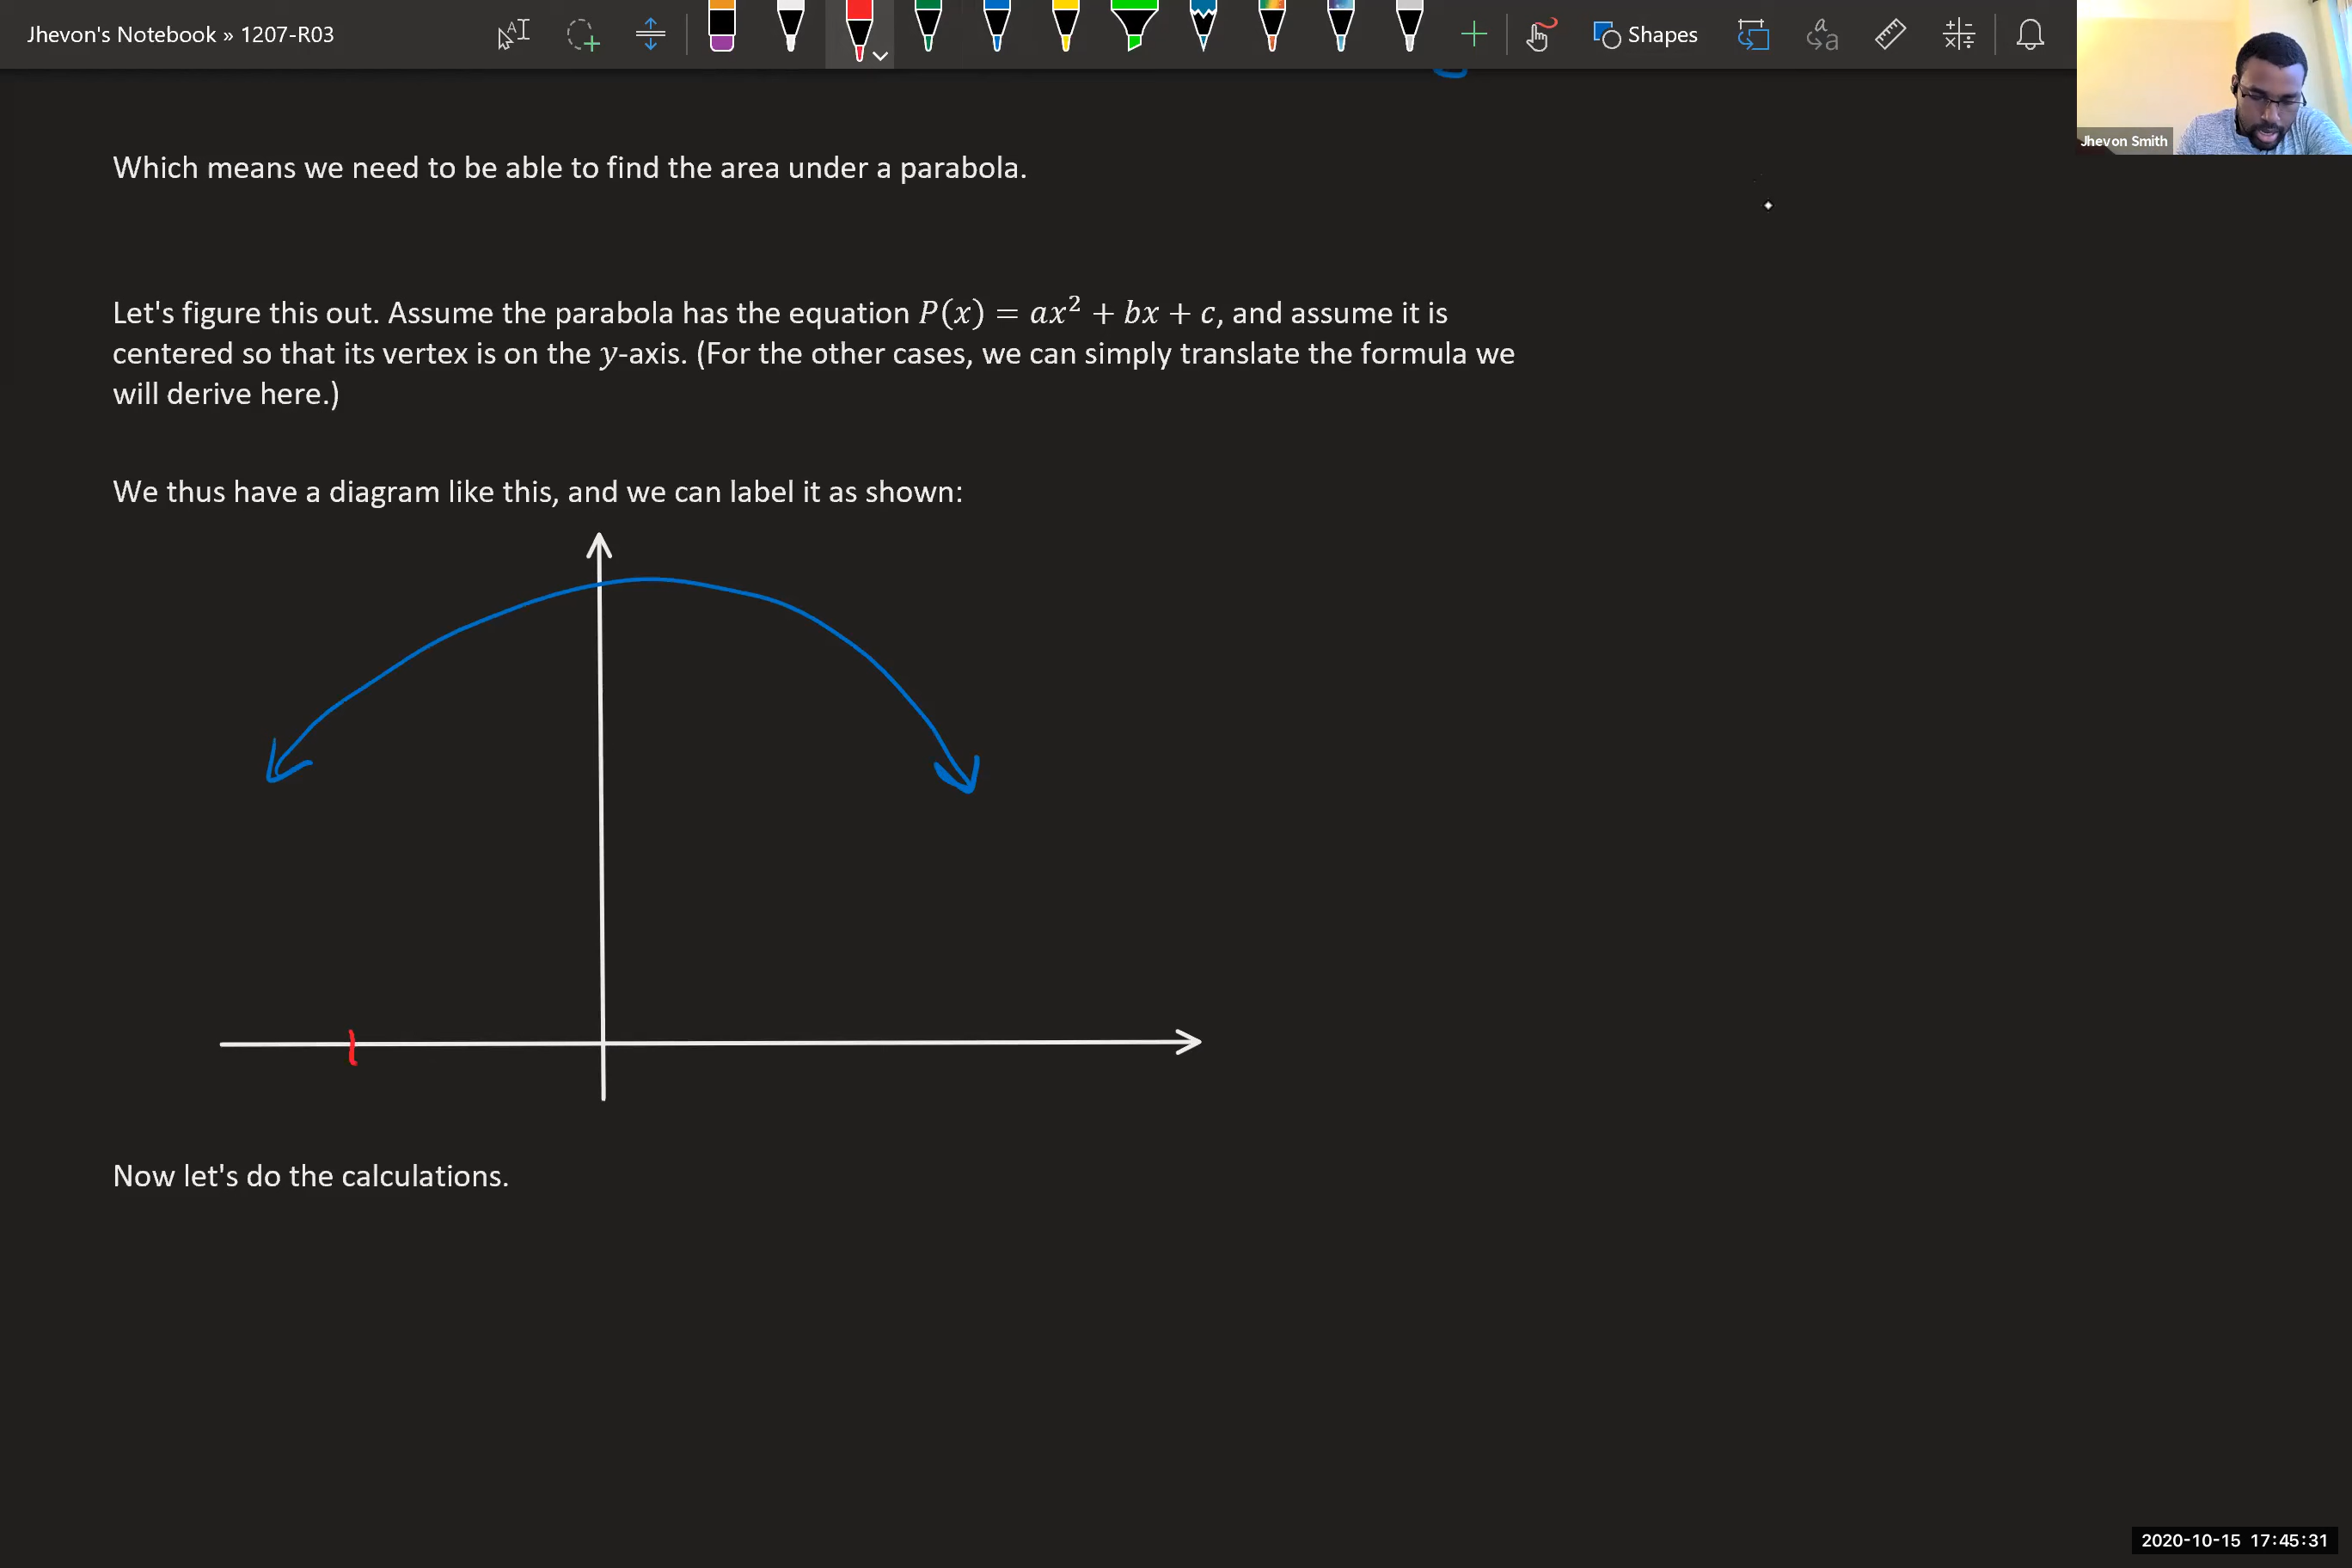 Jhevon's Notebook » 1207-R03
Shapes
Jhevon Smith
Which means we need to be able to find the area under a parabola.
Let's figure this out. Assume the parabola has the equation P(x) = ax² + bx + c, and assume it is
centered so that its vertex is on the y-axis. (For the other cases, we can simply translate the formula we
will derive here.)
We thus have a diagram like this, and we can label it as shown:
Now let's do the calculations.
2020-10-15 17:45:31